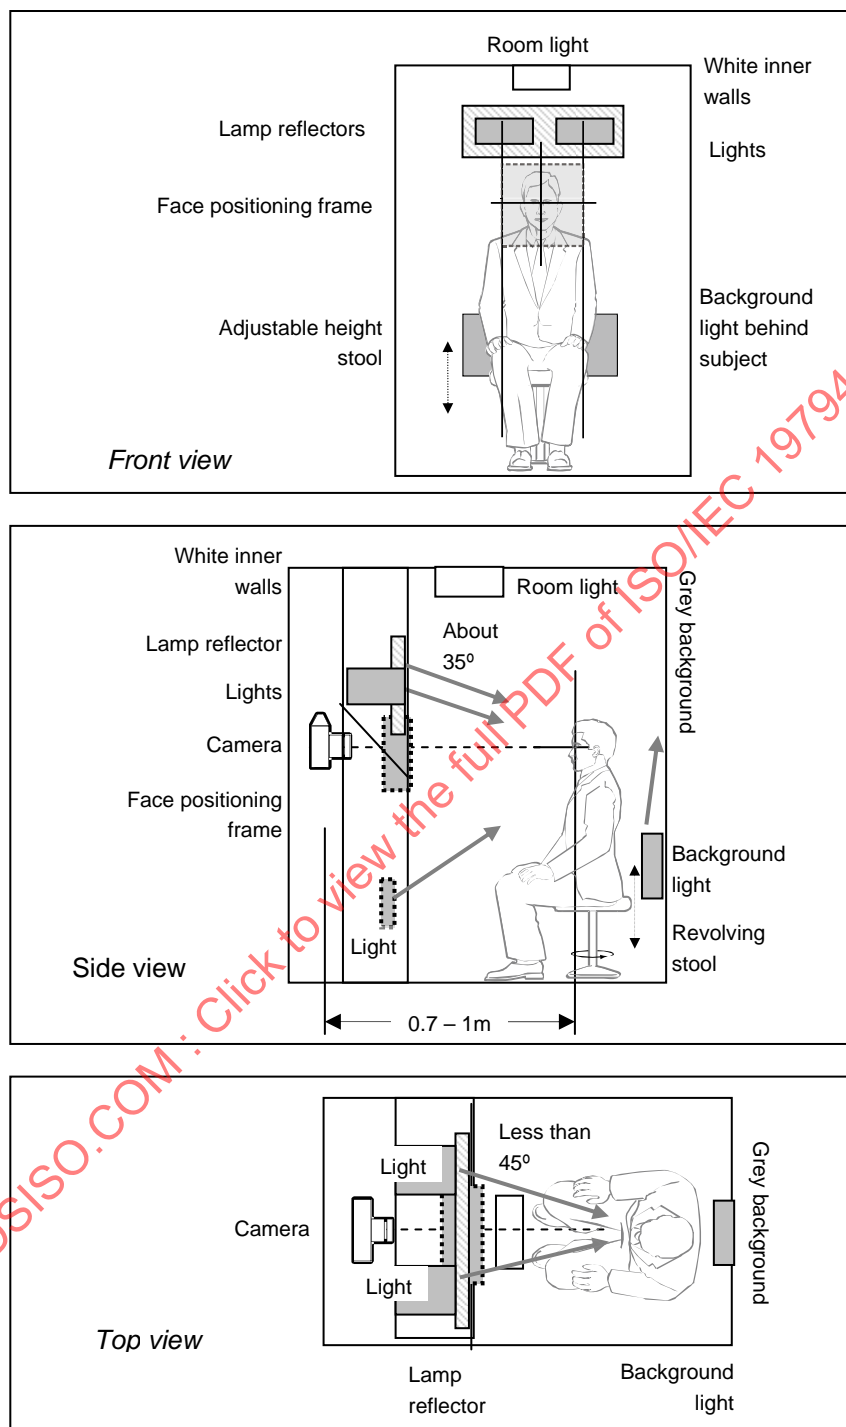 Room light
White inner
walls
Lamp reflectors
Lights
Face positioning frame
Adjustable height
stool
Background
light behind
subject
Front view
White inner
walls
Room light
Grey background
Lamp reflector
About
35º
Lights
Camera
Face positioning
frame
Background
light
Light
Revolving
stool
Side view
0.7 – 1m
Light
Less than
45º
Grey background
Camera
Light
Top view
Lamp
reflector
Background
light
SISO.COM : Click to view the full PDF of ISO/IEC 19794